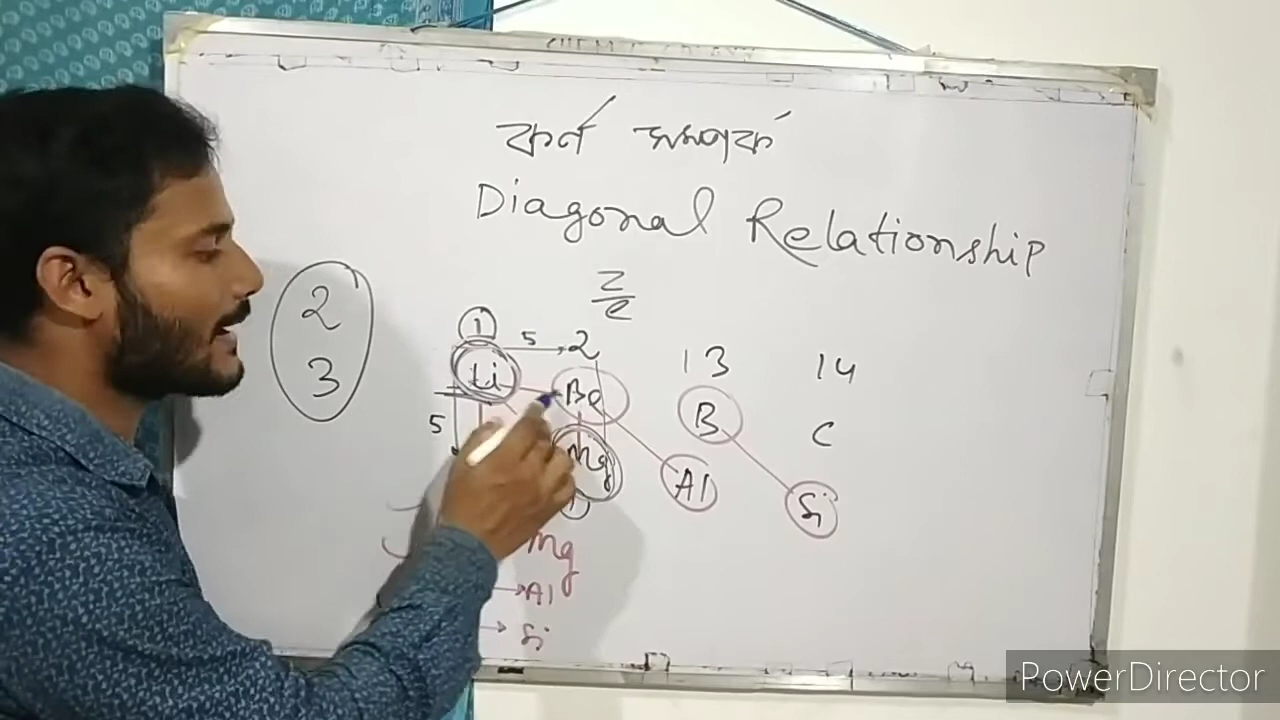 কর্ন সম্পর্ক
Diagonal Relationship
2
3
Z/e
1 5 2 13 14
Li Be B C
5 Mg Al Si
Mg
Al
Si
PowerDirector